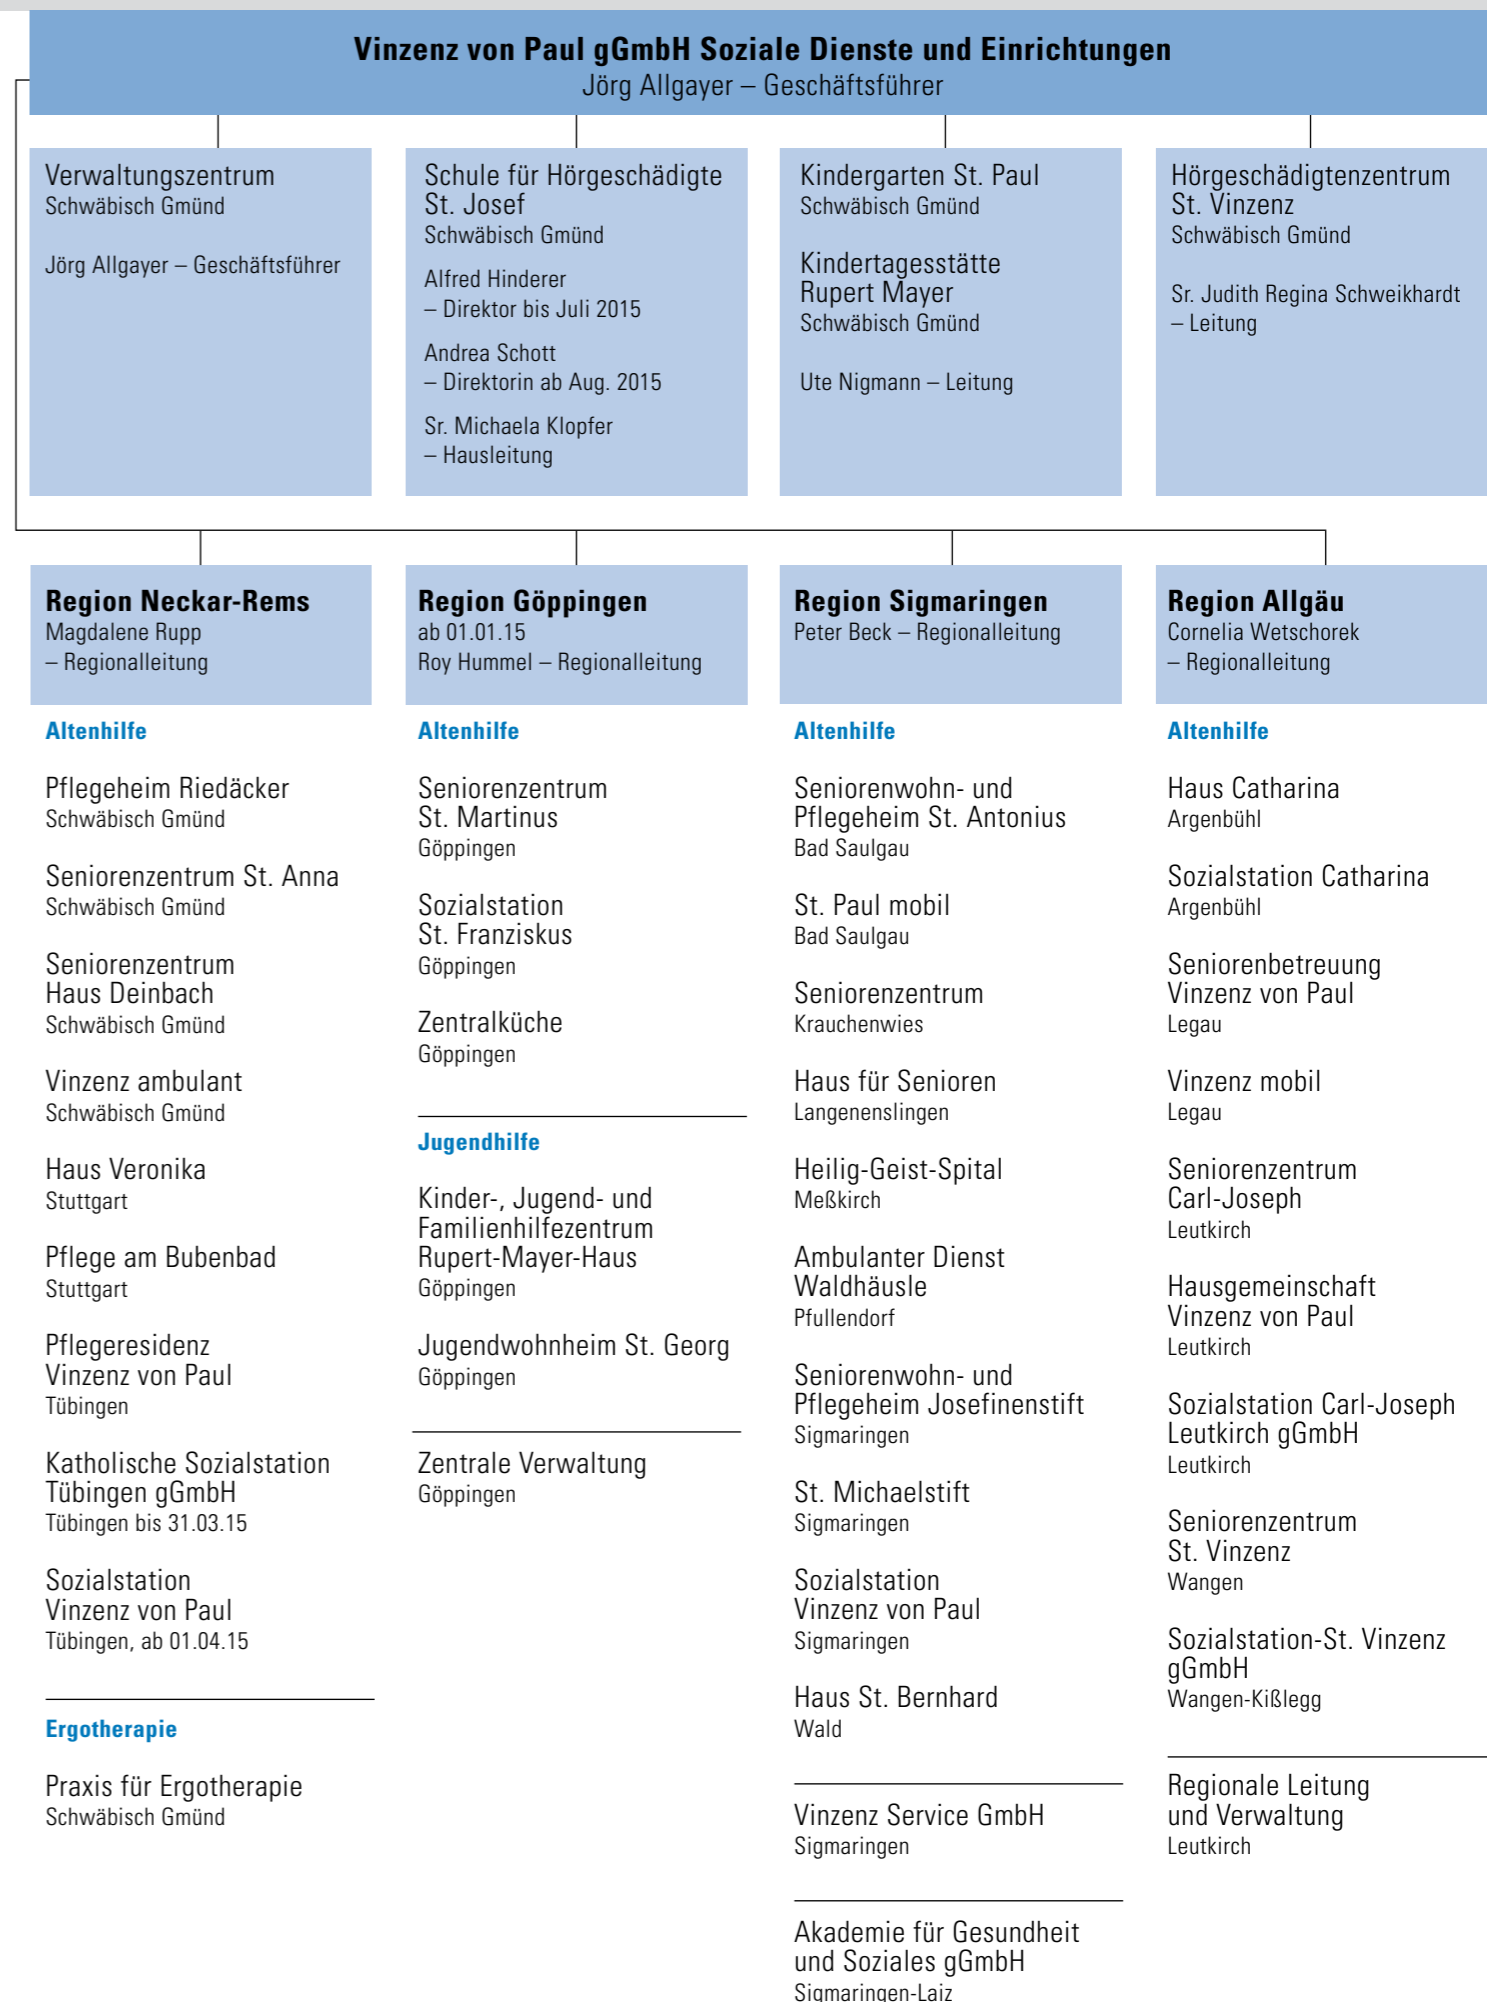 Vinzenz von Paul gGmbH Soziale Dienste und Einrichtungen
Jörg Allgayer – Geschäftsführer
Verwaltungszentrum
Schwäbisch Gmünd
Jörg Allgayer – Geschäftsführer
Schule für Hörgeschädigte
St. Josef
Schwäbisch Gmünd
Alfred Hinderer
– Direktor bis Juli 2015
Andrea Schott
– Direktorin ab Aug. 2015
Sr. Michaela Klopfer
– Hausleitung
Kindergarten St. Paul
Schwäbisch Gmünd
Kindertagesstätte
Rupert Mayer
Schwäbisch Gmünd
Ute Nigmann – Leitung
Hörgeschädigtenzentrum
St. Vinzenz
Schwäbisch Gmünd
Sr. Judith Regina Schweikhardt
– Leitung
Region Neckar-Rems
Magdalene Rupp
– Regionalleitung
Altenhilfe
Pflegeheim Riedäcker
Schwäbisch Gmünd
Seniorenzentrum St. Anna
Schwäbisch Gmünd
Seniorenzentrum
Haus Deinbach
Schwäbisch Gmünd
Vinzenz ambulant
Schwäbisch Gmünd
Haus Veronika
Stuttgart
Pflege am Bubenbad
Stuttgart
Pflegeresidenz
Vinzenz von Paul
Tübingen
Katholische Sozialstation
Tübingen gGmbH
Tübingen bis 31.03.15
Sozialstation
Vinzenz von Paul
Tübingen, ab 01.04.15
Ergotherapie
Praxis für Ergotherapie
Schwäbisch Gmünd
Region Göppingen
ab 01.01.15
Roy Hummel – Regionalleitung
Altenhilfe
Seniorenzentrum
St. Martinus
Göppingen
Sozialstation
St. Franziskus
Göppingen
Zentralküche
Göppingen
Jugendhilfe
Kinder-, Jugend- und
Familienhilfezentrum
Rupert-Mayer-Haus
Göppingen
Jugendwohnheim St. Georg
Göppingen
Zentrale Verwaltung
Göppingen
Region Sigmaringen
Peter Beck – Regionalleitung
Altenhilfe
Seniorenwohn- und
Pflegeheim St. Antonius
Bad Saulgau
St. Paul mobil
Bad Saulgau
Seniorenzentrum
Krauchenwies
Haus für Senioren
Langenenslingen
Heilig-Geist-Spital
Meßkirch
Ambulanter Dienst
Waldhäusle
Pfullendorf
Seniorenwohn- und
Pflegeheim Josefinenstift
Sigmaringen
St. Michaelstift
Sigmaringen
Sozialstation
Vinzenz von Paul
Sigmaringen
Haus St. Bernhard
Wald
Vinzenz Service GmbH
Sigmaringen
Akademie für Gesundheit
und Soziales gGmbH
Sigmaringen-Laiz
Region Allgäu
Cornelia Wetschorek
– Regionalleitung
Altenhilfe
Haus Catharina
Argenbühl
Sozialstation Catharina
Argenbühl
Seniorenbetreuung
Vinzenz von Paul
Legau
Vinzenz mobil
Legau
Seniorenzentrum
Carl-Joseph
Leutkirch
Hausgemeinschaft
Vinzenz von Paul
Leutkirch
Sozialstation Carl-Joseph
Leutkirch gGmbH
Leutkirch
Seniorenzentrum
St. Vinzenz
Wangen
Sozialstation-St. Vinzenz
gGmbH
Wangen-Kißlegg
Regionale Leitung
und Verwaltung
Leutkirch